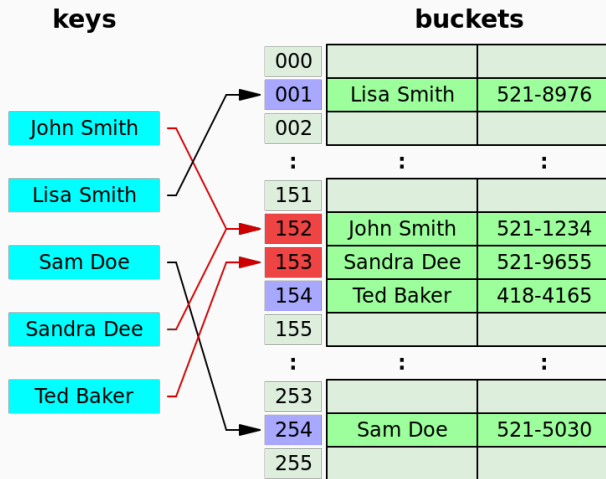 keys buckets
000
001 Lisa Smith 521-8976
John Smith 002
: : :
Lisa Smith 151
152 John Smith 521-1234
Sam Doe 153 Sandra Dee 521-9655
154 Ted Baker 418-4165
Sandra Dee 155
: : :
Ted Baker 253
254 Sam Doe 521-5030
255